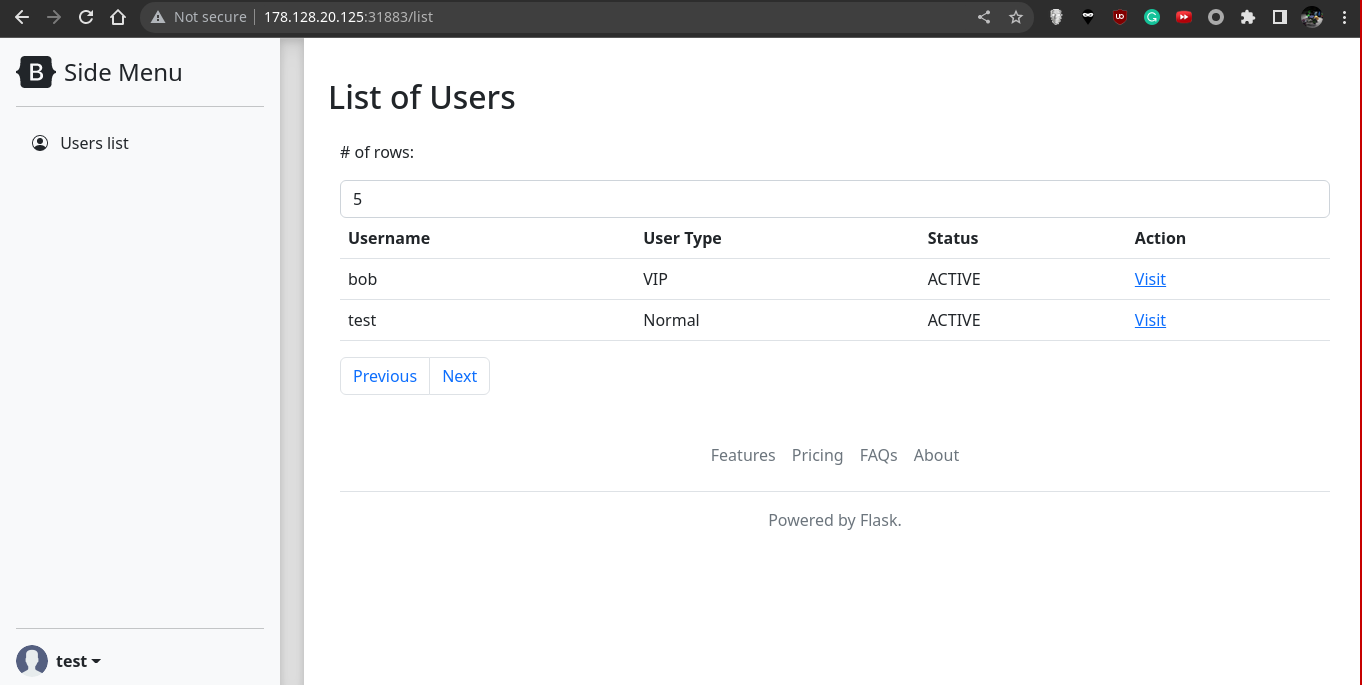 Not secure | 178.128.20.125:31883/list
B Side Menu
Users list
List of Users
# of rows:
5
Username User Type Status Action
bob VIP ACTIVE Visit
test Normal ACTIVE Visit
Previous Next
Features Pricing FAQs About
Powered by Flask.
test